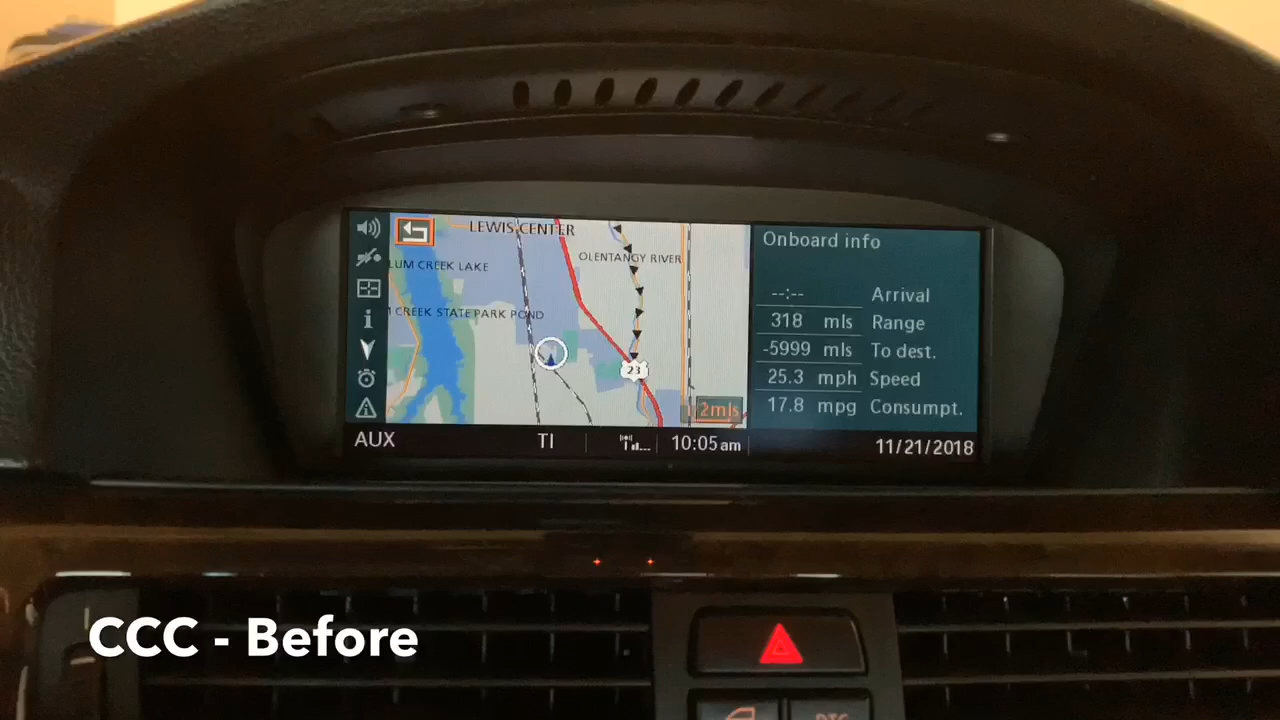 LEWIS CENTER
OLENTANGY RIVER
LUM CREEK LAKE
CREEK STATE PARK POND
23
2mls
Onboard info
--:-- Arrival
318 mls Range
-5999 mls To dest.
25.3 mph Speed
17.8 mpg Consumpt.
AUX TI 10:05am 11/21/2018
CCC - Before